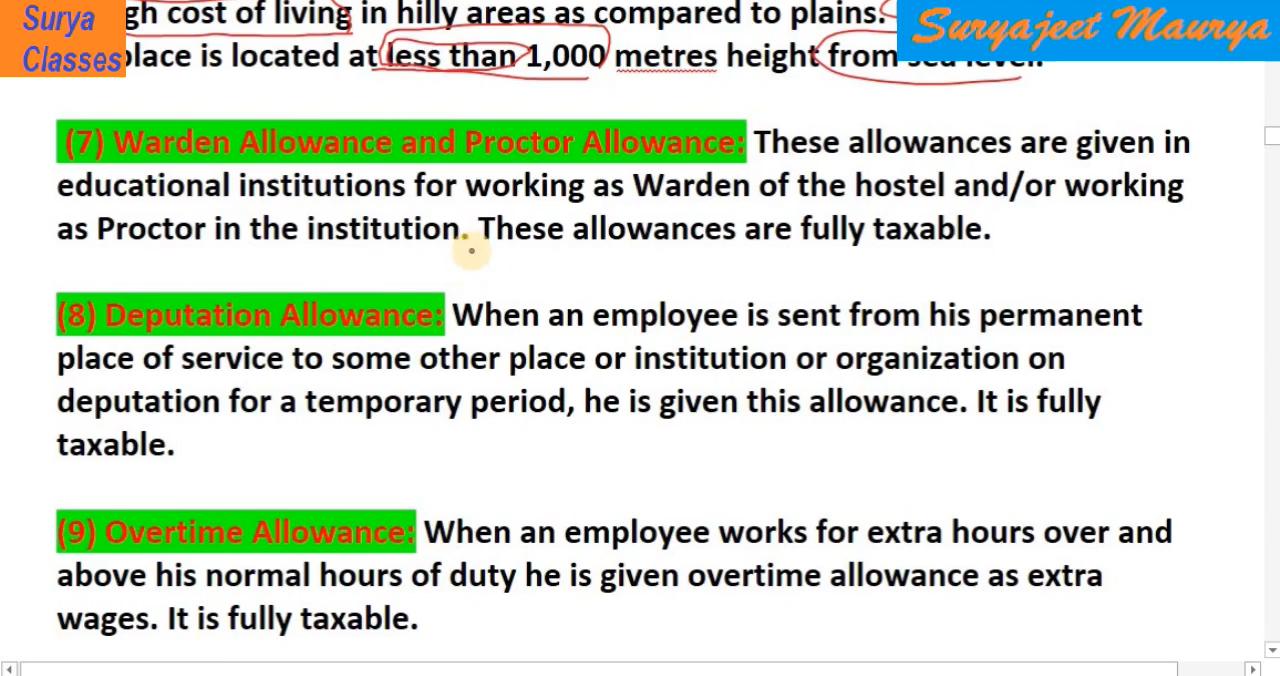 Surya
Classes
Suryajeet Maurya
gh cost of living in hilly areas as compared to plains.
place is located at less than 1,000 metres height from sea level.
(7) Warden Allowance and Proctor Allowance: These allowances are given in
educational institutions for working as Warden of the hostel and/or working
as Proctor in the institution. These allowances are fully taxable.
(8) Deputation Allowance: When an employee is sent from his permanent
place of service to some other place or institution or organization on
deputation for a temporary period, he is given this allowance. It is fully
taxable.
(9) Overtime Allowance: When an employee works for extra hours over and
above his normal hours of duty he is given overtime allowance as extra
wages. It is fully taxable.